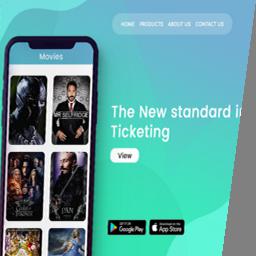 HOME PRODUCTS ABOUT US CONTACT US
Movies
MR SELFRIDGE
The New standard i
Ticketing
View
PAN
GET IT ON
Google Play
Download on the
App Store